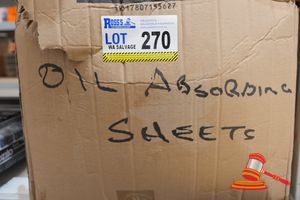 ROSS'S
LOT
WA SALVAGE
270
OIL ABSORBING
SHEETS